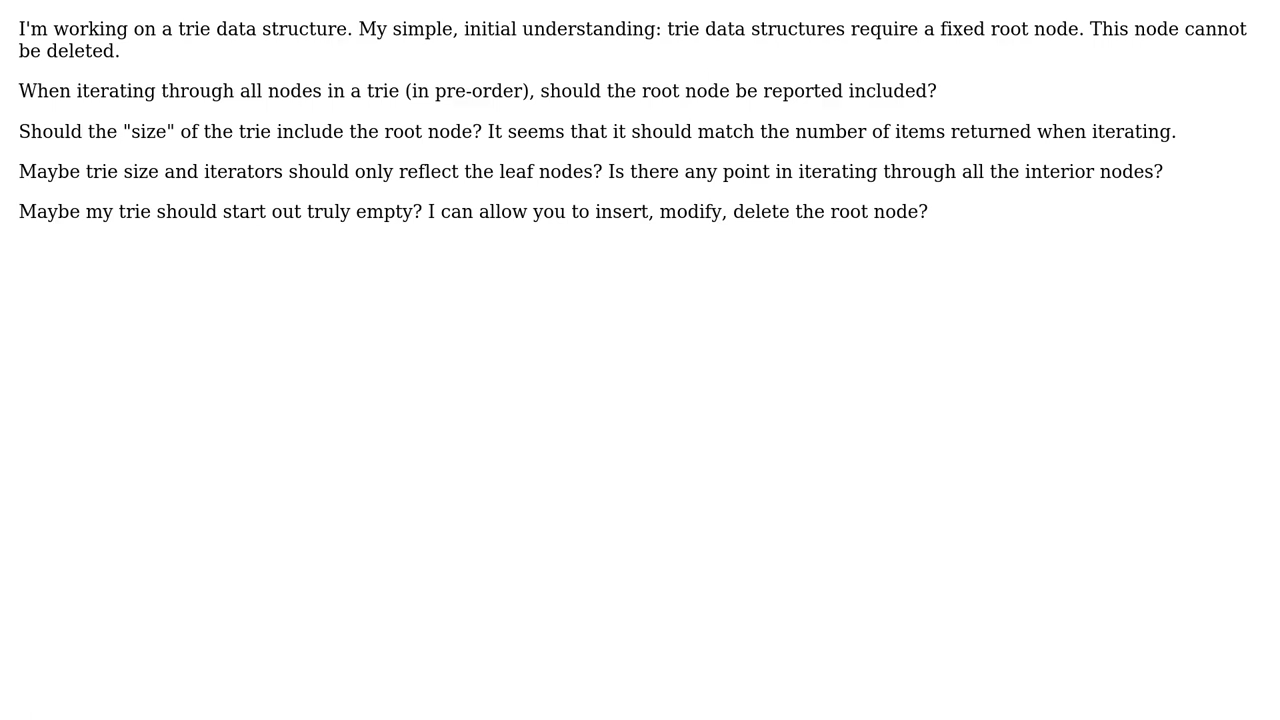 I'm working on a trie data structure. My simple, initial understanding: trie data structures require a fixed root node. This node cannot
be deleted.
When iterating through all nodes in a trie (in pre-order), should the root node be reported included?
Should the "size" of the trie include the root node? It seems that it should match the number of items returned when iterating.
Maybe trie size and iterators should only reflect the leaf nodes? Is there any point in iterating through all the interior nodes?
Maybe my trie should start out truly empty? I can allow you to insert, modify, delete the root node?